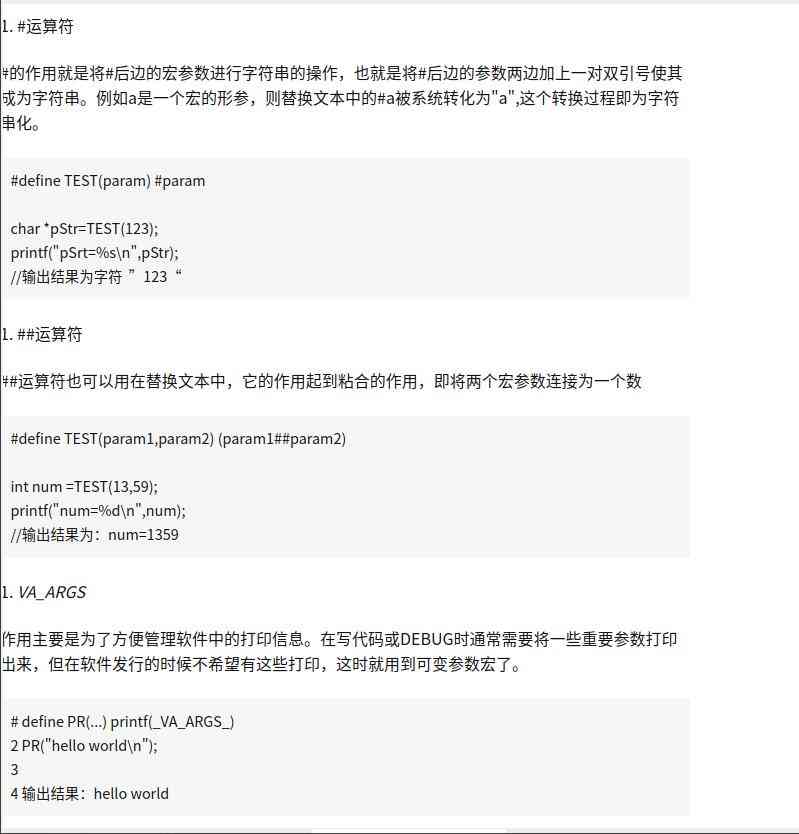 1. #运算符
#的作用就是将#后边的宏参数进行字符串的操作，也就是将#后边的参数两边加上一对双引号使其
成为字符串。例如a是一个宏的形参，则替换文本中的#a被系统转化为"a",这个转换过程即为字符
串化。
#define TEST(param) #param
char *pStr=TEST(123);
printf("pSrt=%s\n",pStr);
//输出结果为字符 ”123“
1. ##运算符
##运算符也可以用在替换文本中，它的作用起到粘合的作用，即将两个宏参数连接为一个数
#define TEST(param1,param2) (param1##param2)
int num =TEST(13,59);
printf("num=%d\n",num);
//输出结果为：num=1359
1. VA_ARGS
作用主要是为了方便管理软件中的打印信息。在写代码或DEBUG时通常需要将一些重要参数打印
出来，但在软件发行的时候不希望有这些打印，这时就用到可变参数宏了。
# define PR(...) printf(_VA_ARGS_)
2 PR("hello world\n");
3
4 输出结果：hello world